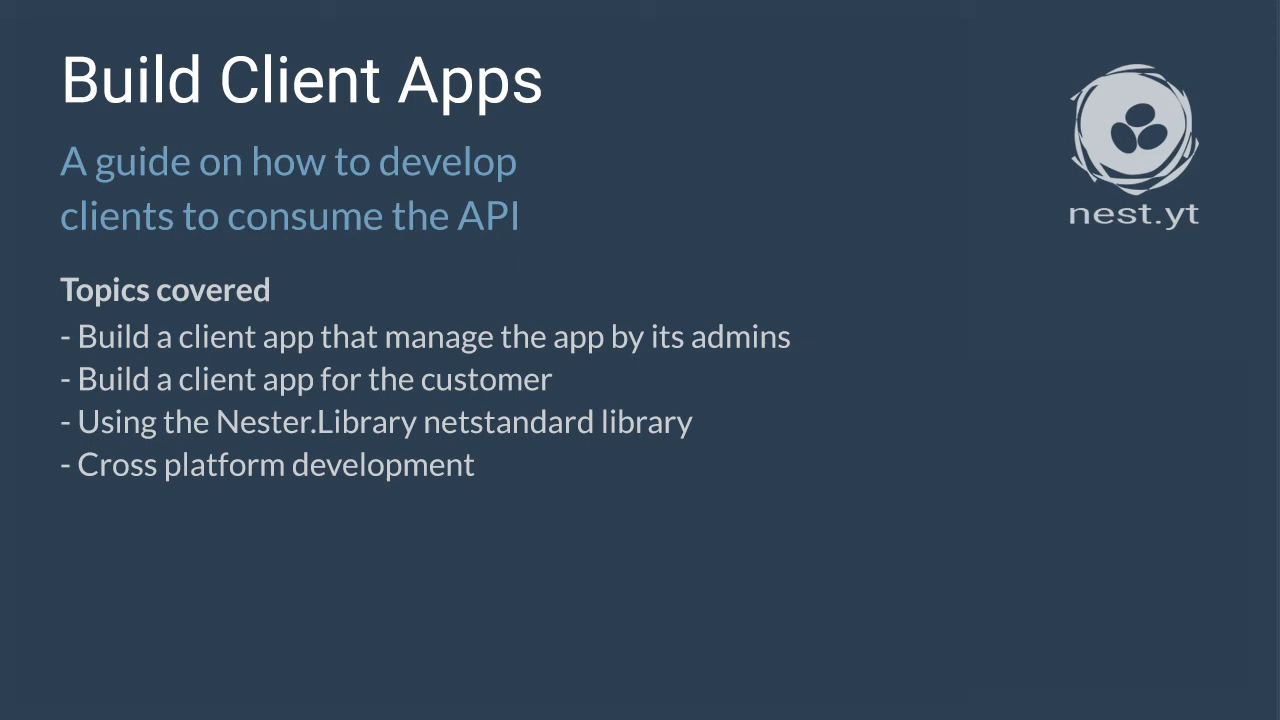 Build Client Apps
A guide on how to develop
clients to consume the API
nest.yt
Topics covered
- Build a client app that manage the app by its admins
- Build a client app for the customer
- Using the Nester.Library netstandard library
- Cross platform development